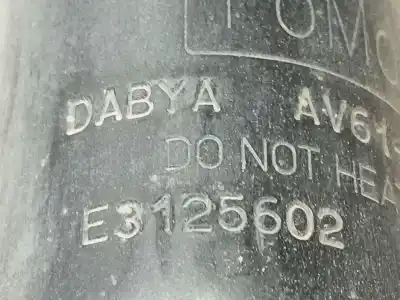 DABYA AV61-
DO NOT HEA
E3125602